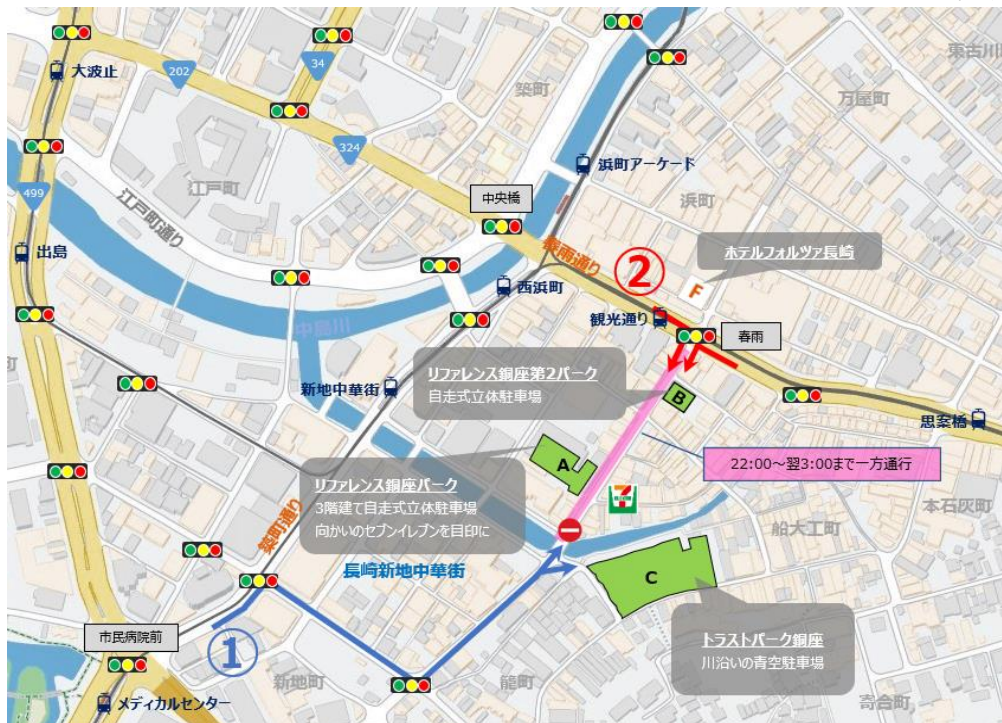 大波止
202
34
築町
東古川
万屋町
324
499
江戸町
江戸町通り
浜町アーケード
浜町
中央橋
出島
春雨通り
②
ホテルフォルツァ長崎
F
西浜町
観光通り
春雨
中島川
新地中華街
リファレンス銅座第2パーク
自走式立体駐車場
B
思案橋
A
22:00～翌3:00まで一方通行
リファレンス銅座パーク
3階建て自走式立体駐車場
向かいのセブンイレブンを目印に
7
本石灰町
船大工町
築町通り
長崎新地中華街
C
市民病院前
①
トラストパーク銅座
川沿いの青空駐車場
新地町
籠町
メディカルセンター
寄合町